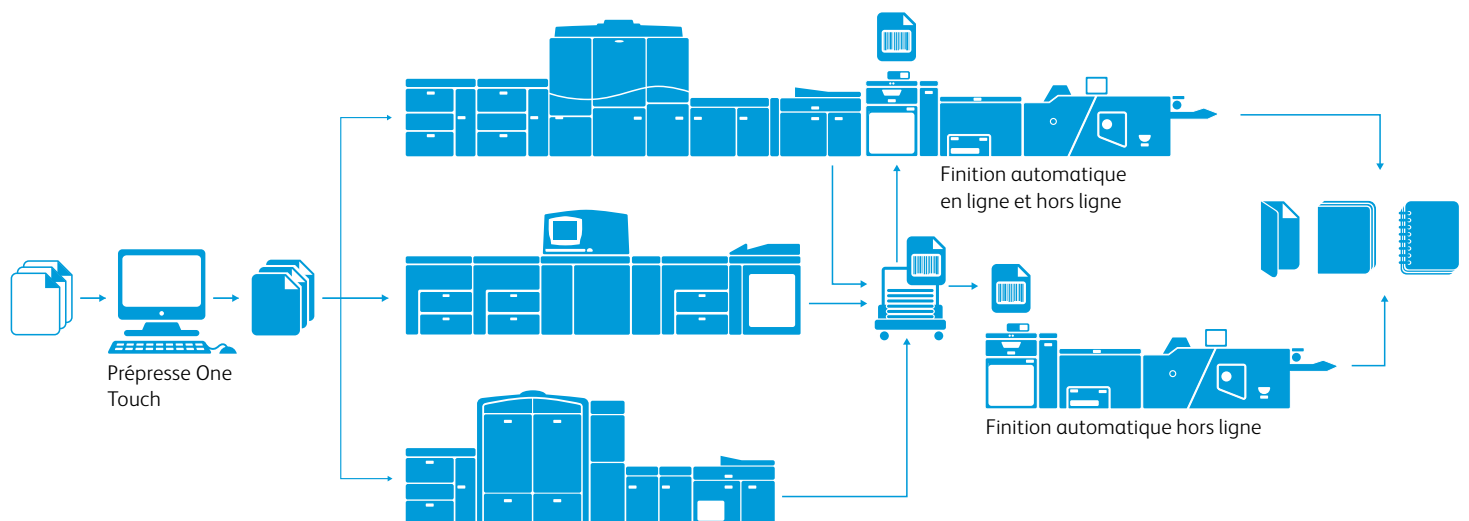 Finition automatique
en ligne et hors ligne
Prépresse One
Touch
Finition automatique hors ligne